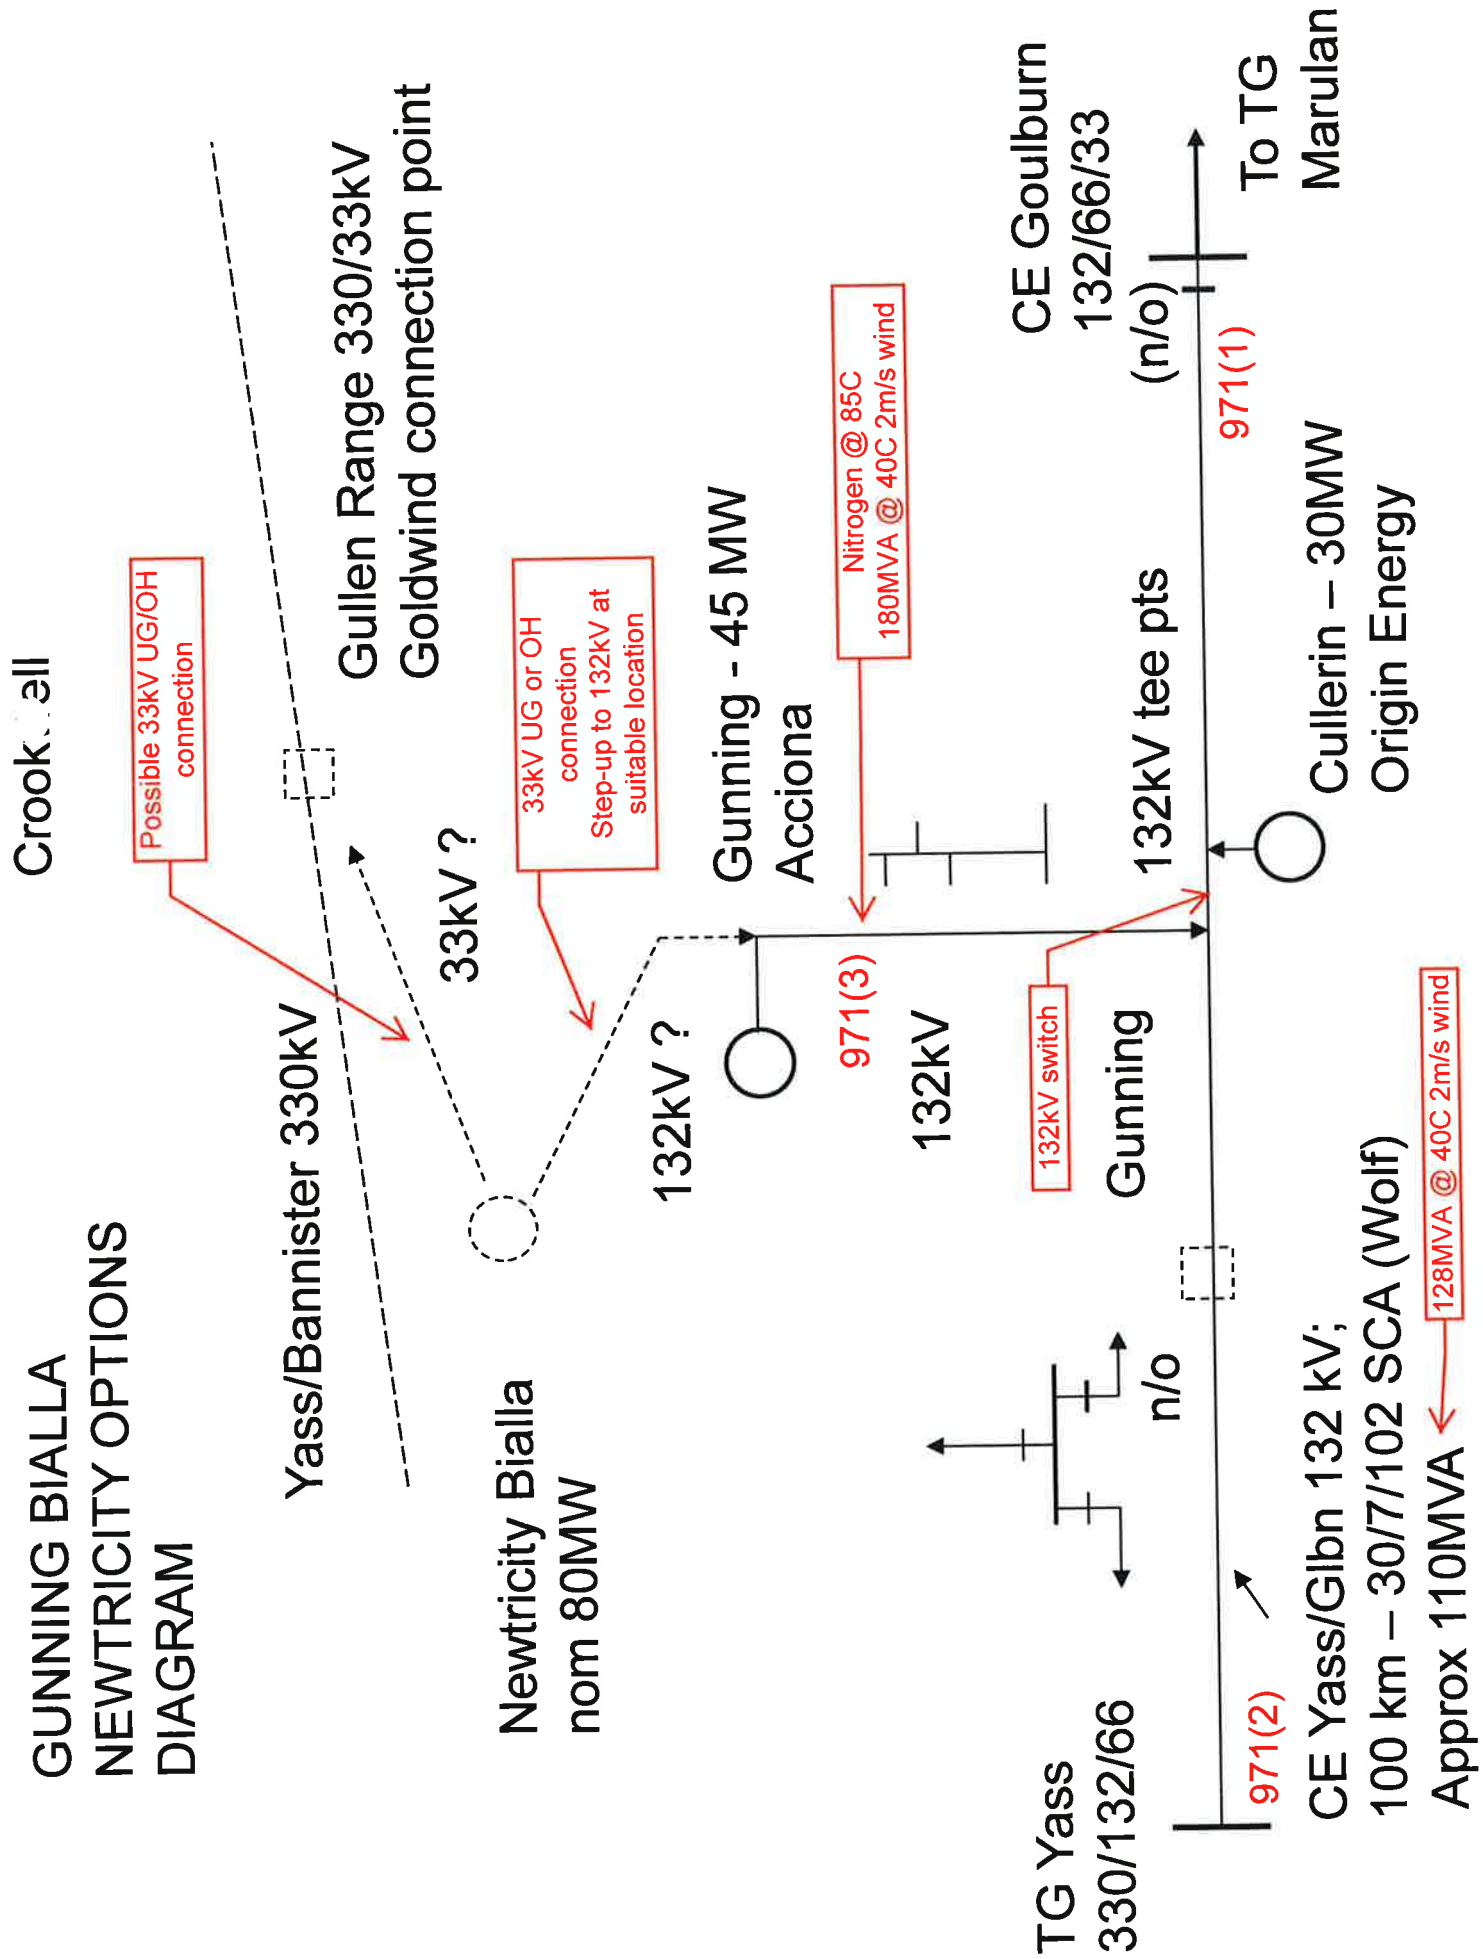 GUNNING BIALLA
NEWTRICITY OPTIONS
DIAGRAM
Possible 33kV UG/OH
connection
Yass/Bannister 330kV
Gullen Range 330/33kV
Goldwind connection point
33kV ?
Newtricity Bialla
nom 80MW
33kV UG or OH
connection
Step-up to 132kV at
suitable location
132kV ?
Gunning - 45 MW
Acciona
971(3)
Nitrogen @ 85C
180MVA @ 40C 2m/s wind
132kV
132kV switch
Gunning
132kV tee pts
CE Goulburn
132/66/33
(n/o)
To TG
Marulan
971(1)
TG Yass
330/132/66
n/o
971(2)
CE Yass/Glbn 132 kV;
100 km – 30/7/102 SCA (Wolf)
Approx 110MVA
128MVA @ 40C 2m/s wind
Cullerin – 30MW
Origin Energy